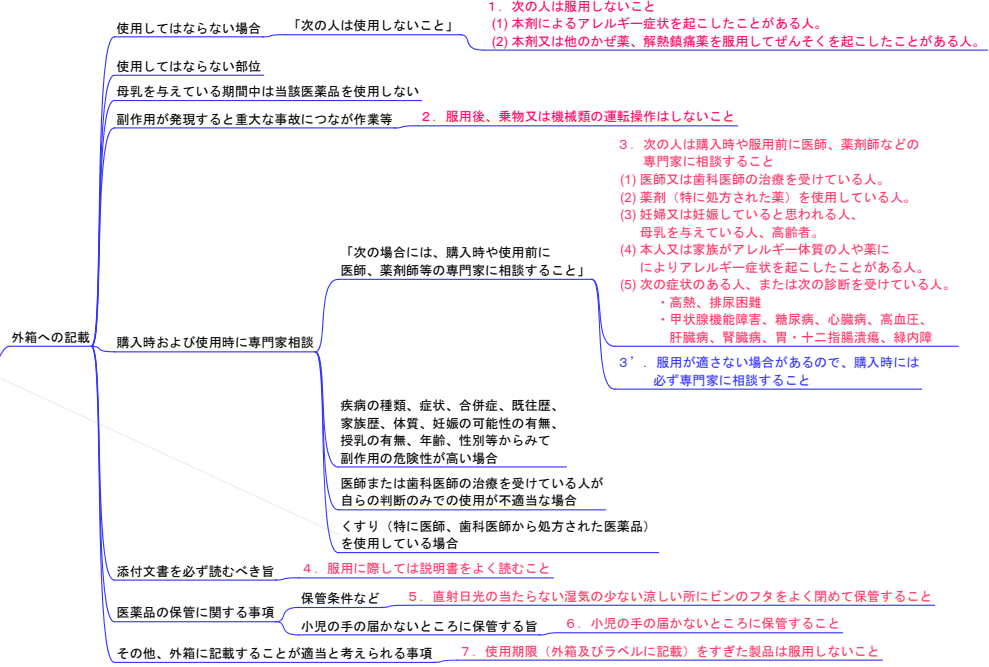 外箱への記載
使用してはならない場合
「次の人は使用しないこと」
１．次の人は服用しないこと
(1) 本剤によるアレルギー症状を起こしたことがある人。
(2) 本剤又は他のかぜ薬、解熱鎮痛薬を服用してぜんそくを起こしたことがある人。
使用してはならない部位
母乳を与えている期間中は当該医薬品を使用しない
副作用が発現すると重大な事故につなが作業等
２．服用後、乗物又は機械類の運転操作はしないこと
購入時および使用時に専門家相談
「次の場合には、購入時や使用前に
医師、薬剤師等の専門家に相談すること」
３．次の人は購入時や服用前に医師、薬剤師などの
専門家に相談すること
(1) 医師又は歯科医師の治療を受けている人。
(2) 薬剤（特に処方された薬）を使用している人。
(3) 妊婦又は妊娠していると思われる人、
母乳を与えている人、高齢者。
(4) 本人又は家族がアレルギー体質の人や薬に
によりアレルギー症状を起こしたことがある人。
(5) 次の症状のある人、または次の診断を受けている人。
・高熱、排尿困難
・甲状腺機能障害、糖尿病、心臓病、高血圧、
肝臓病、腎臓病、胃・十二指腸潰瘍、緑内障
３’．服用が適さない場合があるので、購入時には
必ず専門家に相談すること
疾病の種類、症状、合併症、既往歴、
家族歴、体質、妊娠の可能性の有無、
授乳の有無、年齢、性別等からみて
副作用の危険性が高い場合
医師または歯科医師の治療を受けている人が
自らの判断のみでの使用が不適当な場合
くすり（特に医師、歯科医師から処方された医薬品）
を使用している場合
添付文書を必ず読むべき旨
４．服用に際しては説明書をよく読むこと
医薬品の保管に関する事項
保管条件など
５．直射日光の当たらない湿気の少ない涼しい所にビンのフタをよく閉めて保管すること
小児の手の届かないところに保管する旨
６．小児の手の届かないところに保管すること
その他、外箱に記載することが適当と考えられる事項
７．使用期限（外箱及びラベルに記載）をすぎた製品は服用しないこと